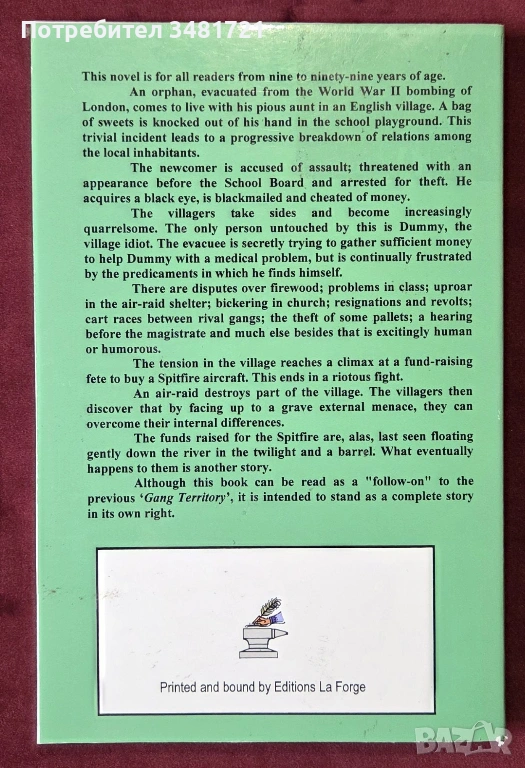 Потребител 3481721
This novel is for all readers from nine to ninety-nine years of age.
An orphan, evacuated from the World War II bombing of
London, comes to live with his pious aunt in an English village. A bag
of sweets is knocked out of his hand in the school playground. This
trivial incident leads to a progressive breakdown of relations among
the local inhabitants.
The newcomer is accused of assault; threatened with an
appearance before the School Board and arrested for theft. He
acquires a black eye, is blackmailed and cheated of money.
The villagers take sides and become increasingly
quarrelsome. The only person untouched by this is Dummy, the
village idiot. The evacuee is secretly trying to gather sufficient money
to help Dummy with a medical problem, but is continually frustrated
by the predicaments in which he finds himself.
There are disputes over firewood; problems in class; uproar
in the air-raid shelter; bickering in church; resignations and revolts;
cart races between rival gangs; the theft of some pallets; a hearing
before the magistrate and much else besides that is excitingly human
or humorous.
The tension in the village reaches a climax at a fund-raising
fete to buy a Spitfire aircraft. This ends in a riotous fight.
An air-raid destroys part of the village. The villagers then
discover that by facing up to a grave external menace, they can
overcome their internal differences.
The funds raised for the Spitfire are, alas, last seen floating
gently down the river in the twilight and a barrel. What eventually
happens to them is another story.
Although this book can be read as a "follow-on" to the
previous ‘Gang Territory’, it is intended to stand as a complete story
in its own right.
Printed and bound by Editions La Forge
БАZАР